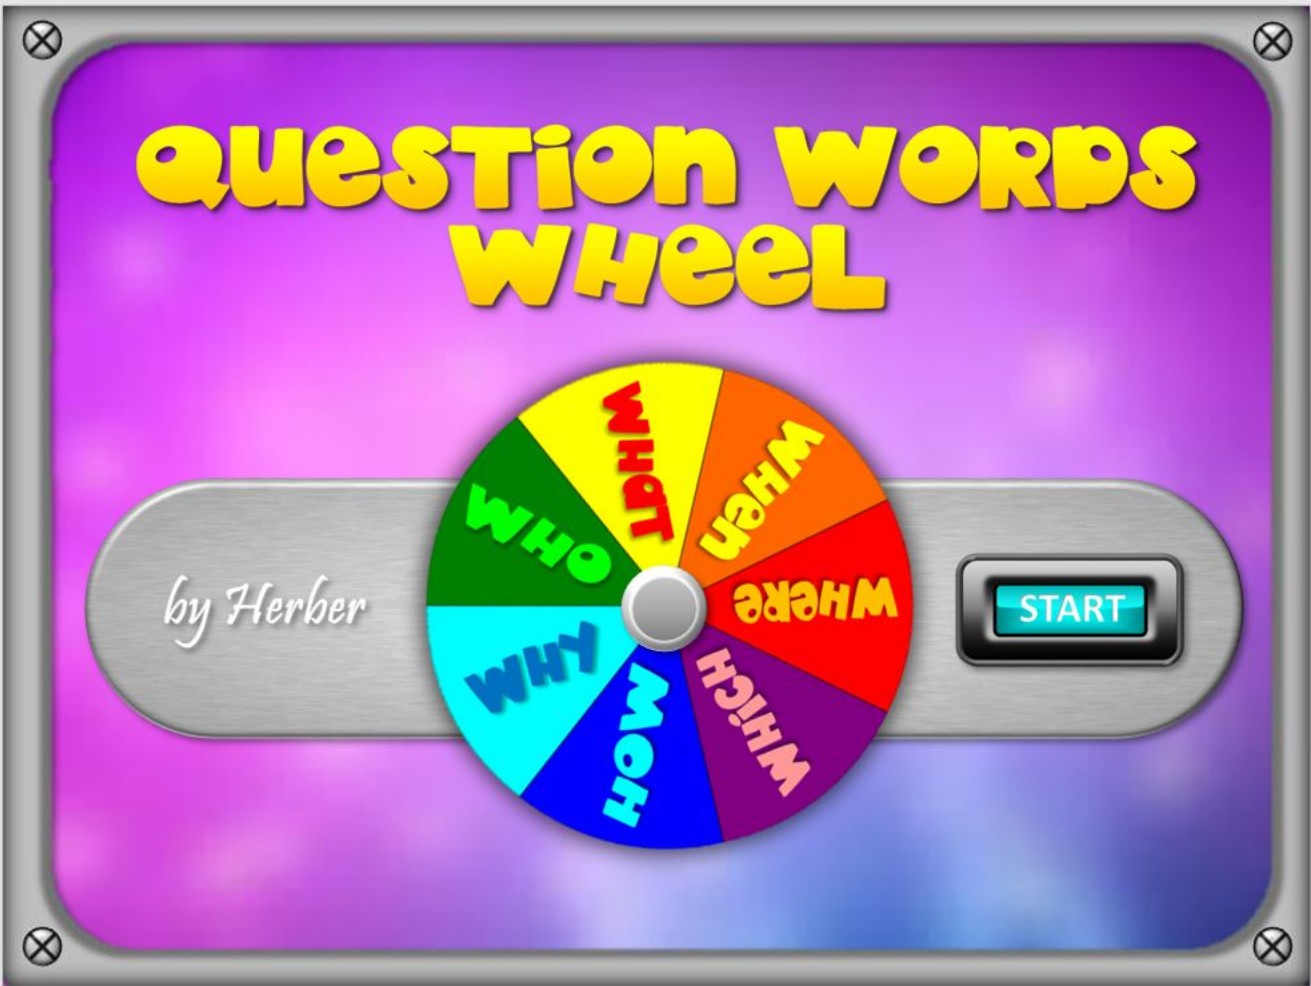 QUESTION WORDS
WHEEL
WHAT
WHEN
WHO
WHERE
by Herber
START
WHY
WHICH
HOW